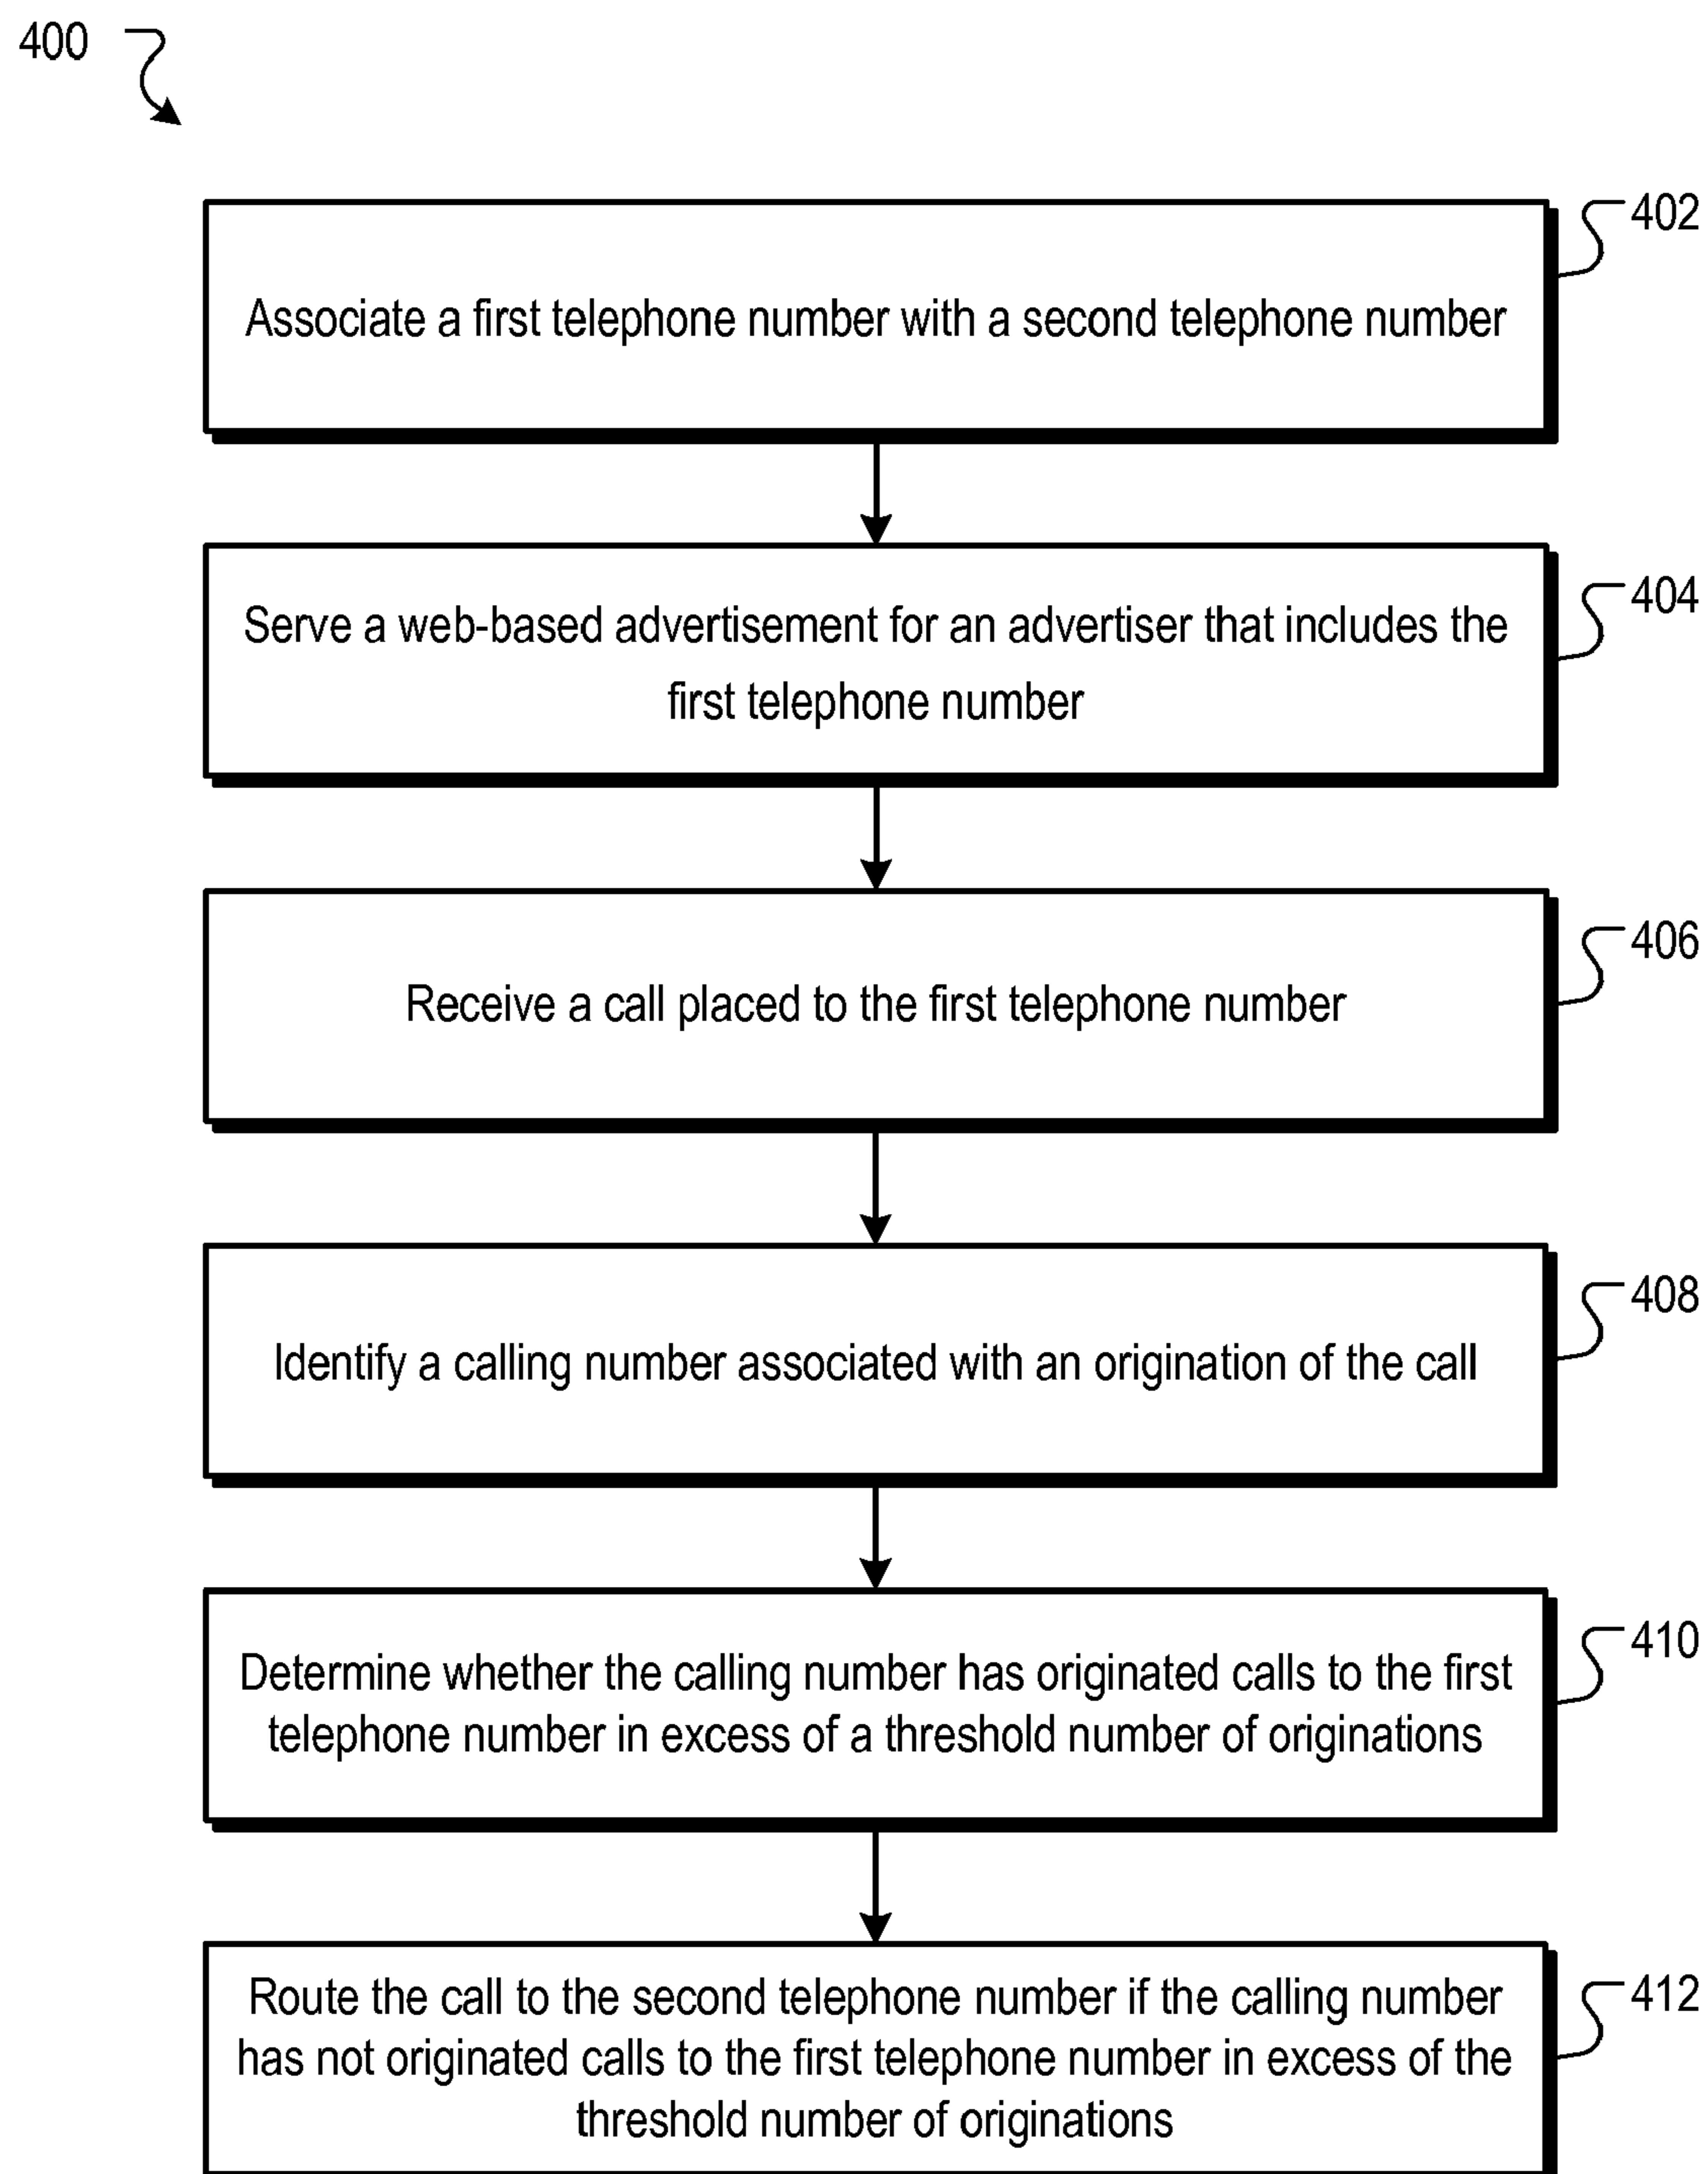 400
402
Associate a first telephone number with a second telephone number
404
Serve a web-based advertisement for an advertiser that includes the
first telephone number
406
Receive a call placed to the first telephone number
408
Identify a calling number associated with an origination of the call
410
Determine whether the calling number has originated calls to the first
telephone number in excess of a threshold number of originations
412
Route the call to the second telephone number if the calling number
has not originated calls to the first telephone number in excess of the
threshold number of originations